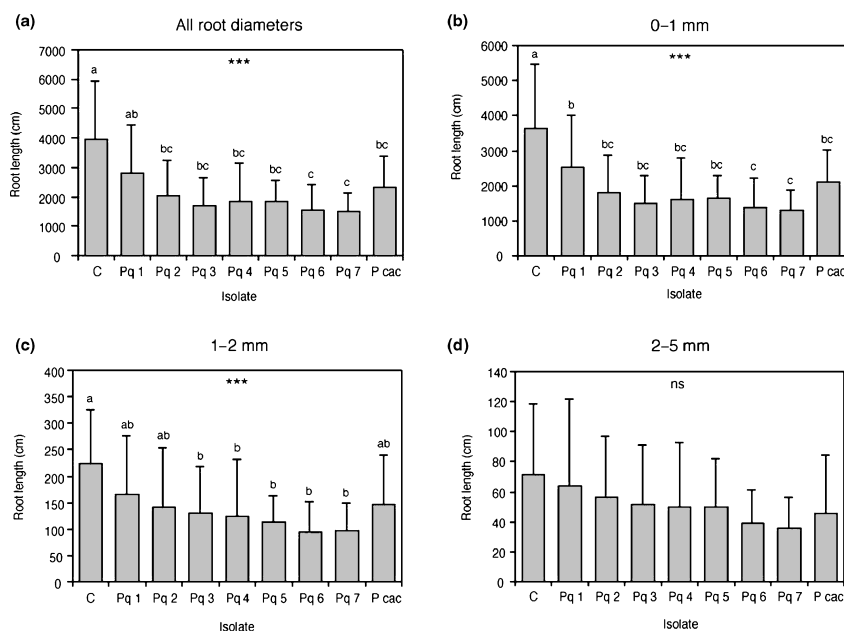 (a) All root diameters
7000
6000
5000
4000
3000
2000
1000
0
Root length (cm)
★★★
a ab bc bc bc bc c c bc
C Pq 1 Pq 2 Pq 3 Pq 4 Pq 5 Pq 6 Pq 7 P cac
Isolate
(b) 0–1 mm
6000
5000
4000
3000
2000
1000
0
Root length (cm)
★★★
a b bc bc bc bc c c bc
C Pq 1 Pq 2 Pq 3 Pq 4 Pq 5 Pq 6 Pq 7 P cac
Isolate
(c) 1–2 mm
400
350
300
250
200
150
100
50
0
Root length (cm)
★★★
a ab ab b b b b b ab
C Pq 1 Pq 2 Pq 3 Pq 4 Pq 5 Pq 6 Pq 7 P cac
Isolate
(d) 2–5 mm
140
120
100
80
60
40
20
0
Root length (cm)
ns
C Pq 1 Pq 2 Pq 3 Pq 4 Pq 5 Pq 6 Pq 7 P cac
Isolate